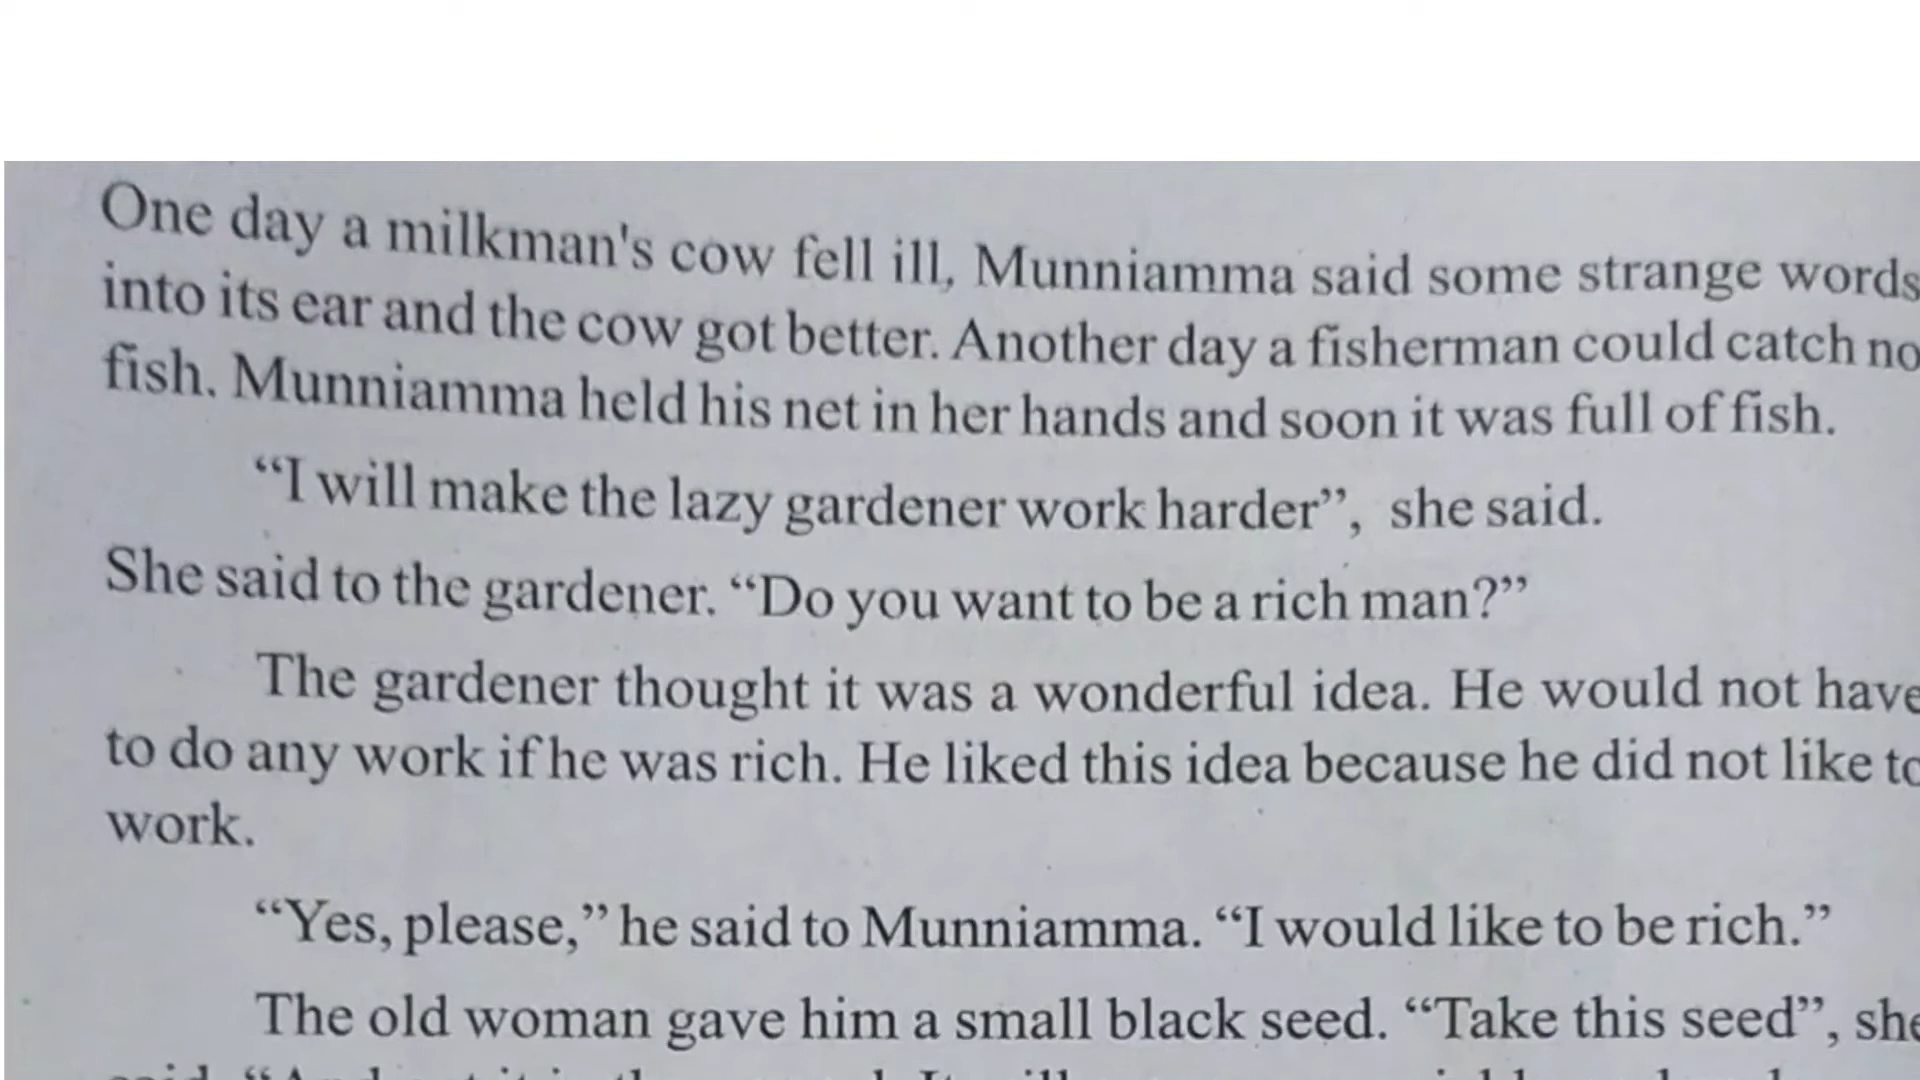 One day a milkman's cow fell ill, Munniamma said some strange words
into its ear and the cow got better. Another day a fisherman could catch no
fish. Munniamma held his net in her hands and soon it was full of fish.
“I will make the lazy gardener work harder”, she said.
She said to the gardener. “Do you want to be a rich man?”
The gardener thought it was a wonderful idea. He would not have
to do any work if he was rich. He liked this idea because he did not like to
work.
“Yes, please,” he said to Munniamma. “I would like to be rich.”
The old woman gave him a small black seed. “Take this seed”, she